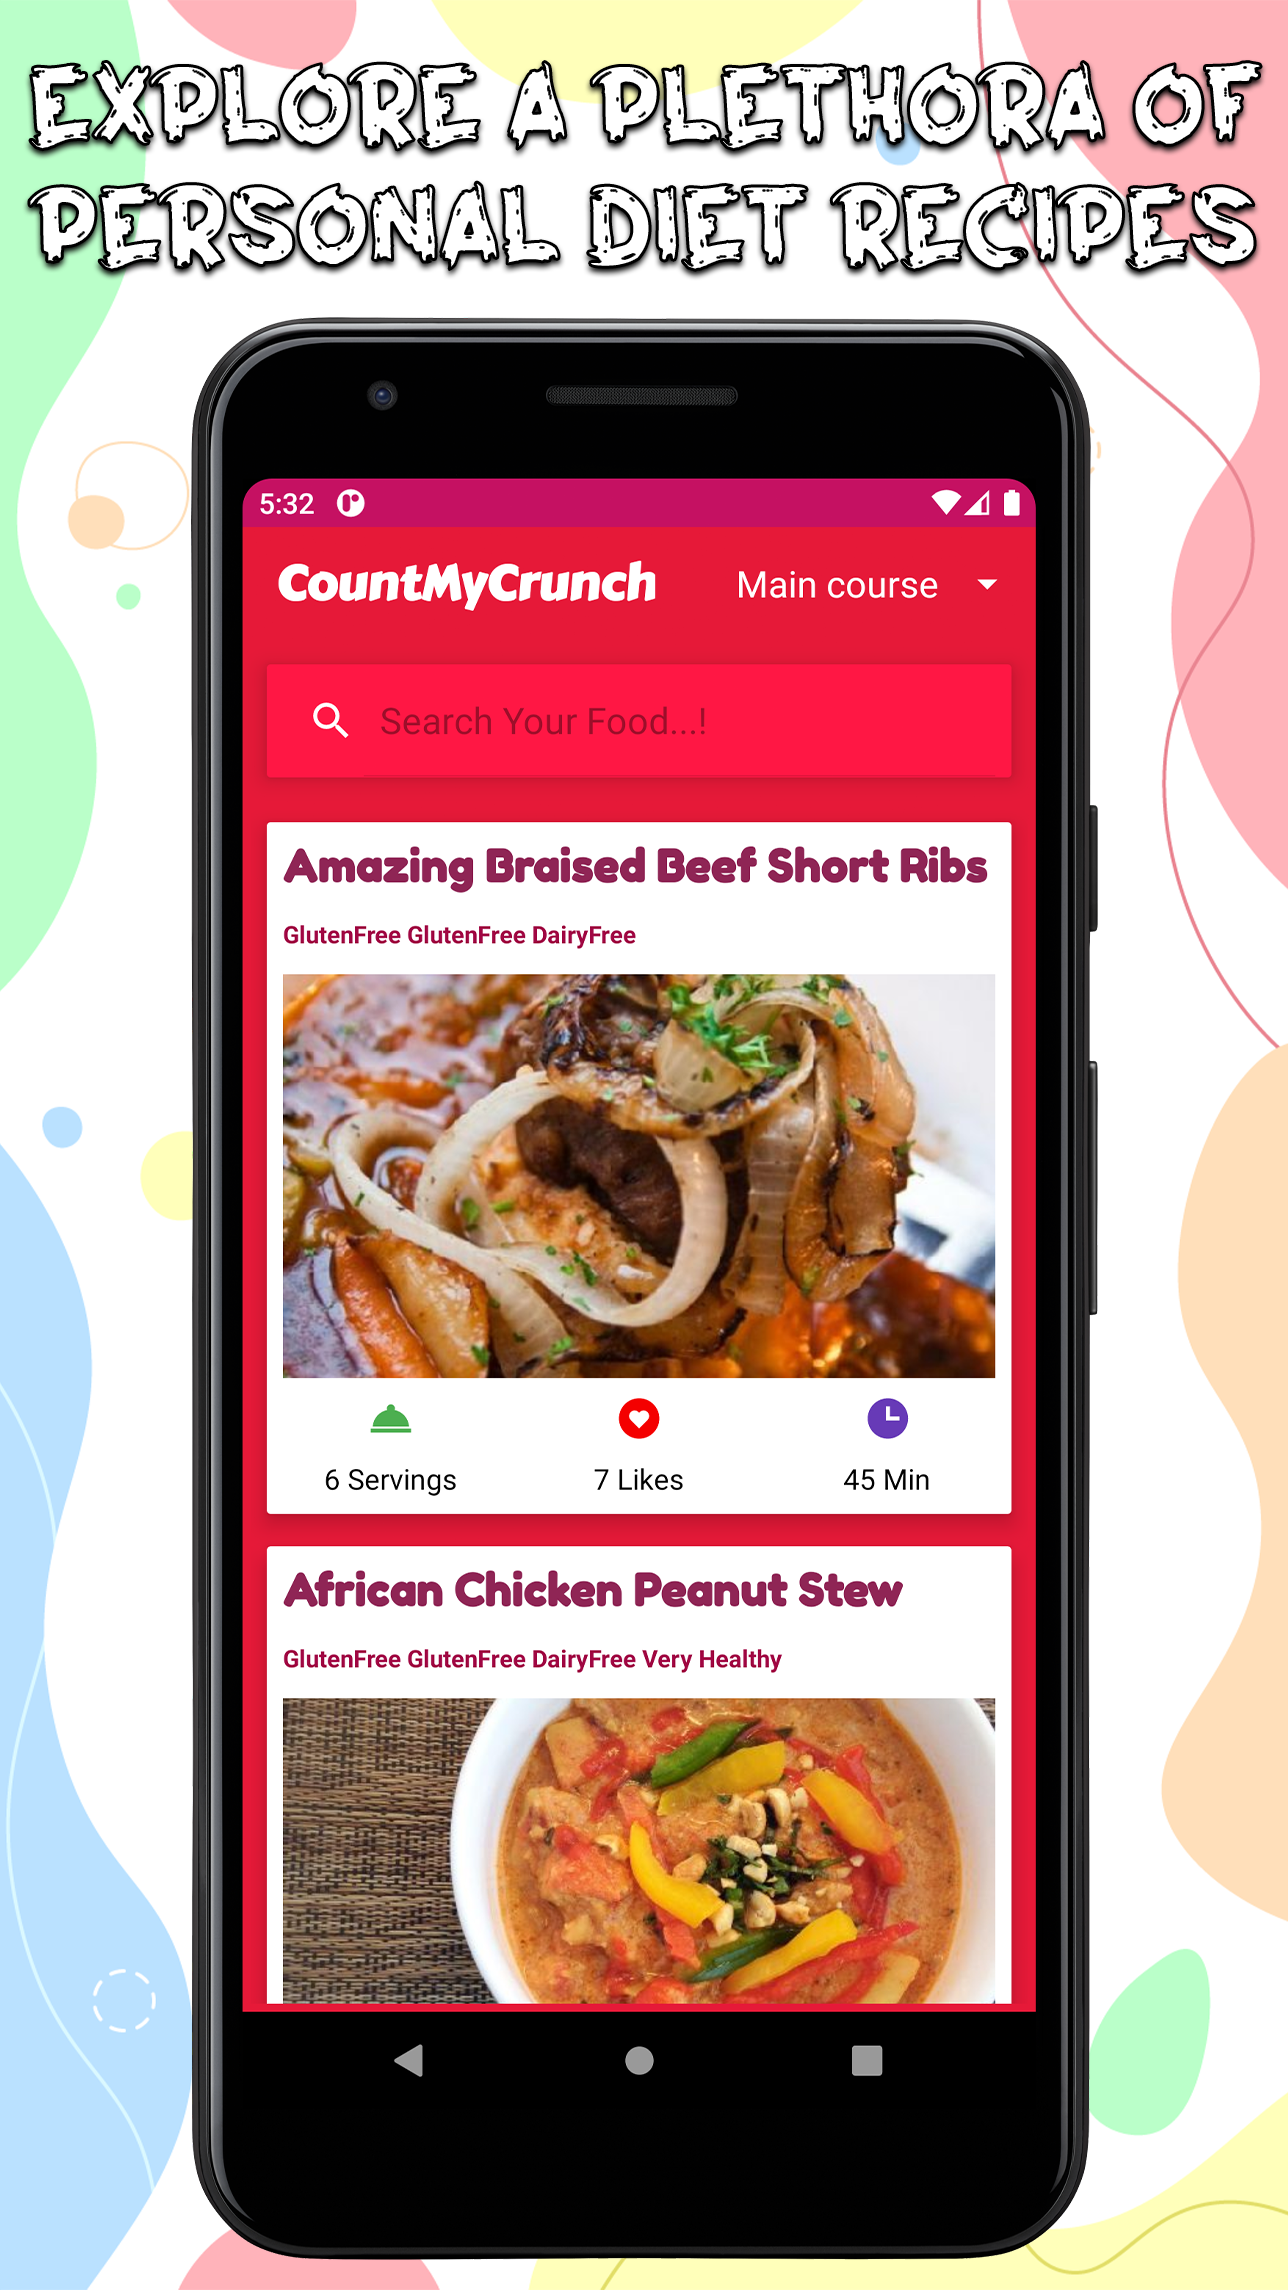 EXPLORE A PLETHORA OF
PERSONAL DIET RECIPES
5:32
CountMyCrunch
Main course
Search Your Food...!
Amazing Braised Beef Short Ribs
GlutenFree GlutenFree DairyFree
6 Servings
7 Likes
45 Min
African Chicken Peanut Stew
GlutenFree GlutenFree DairyFree Very Healthy